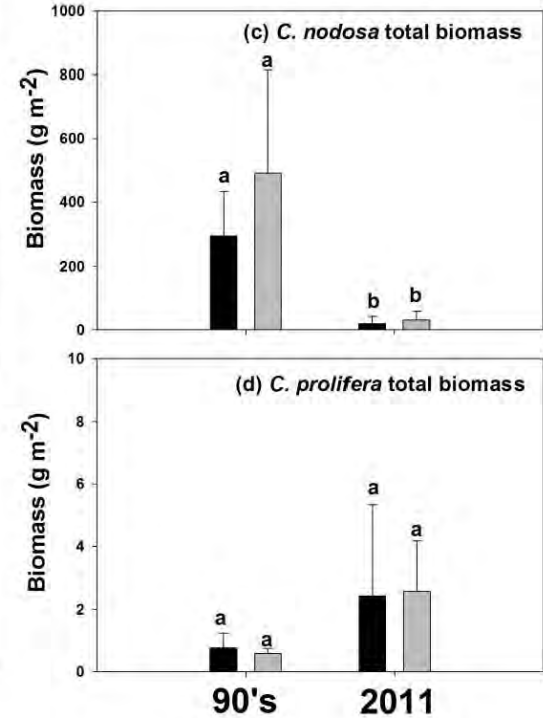 1000
(c) C. nodosa total biomass
a
800
600
a
400
200
b b
0
Biomass (g m-2)
10
(d) C. prolifera total biomass
8
6
a
a
4
2
a
a
0
Biomass (g m-2)
90's 2011